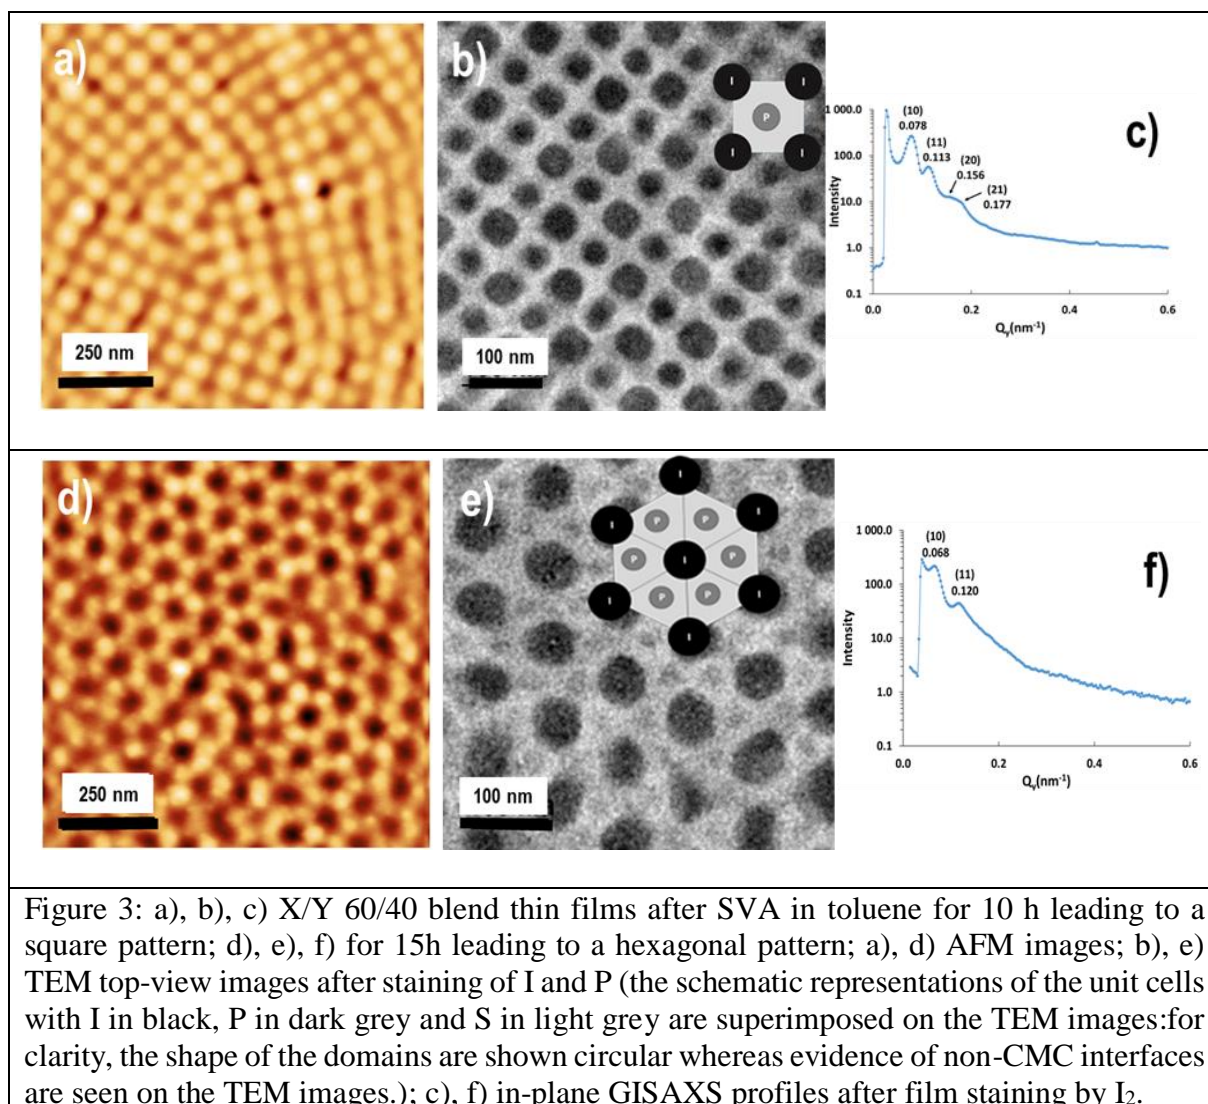 a)
250 nm
b)
I I
P
I I
100 nm
c)
1 000.0
100.0
10.0
1.0
0.1
Intensity
(10)
0.078
(11)
0.113
(20)
0.156
(21)
0.177
0.0 0.2 0.4 0.6
Qy(nm-1)
d)
250 nm
e)
I
I I
P P
P I P
P P
I I
I
100 nm
f)
1 000.0
100.0
10.0
1.0
0.1
Intensity
(10)
0.068
(11)
0.120
0.0 0.2 0.4 0.6
Qy(nm-1)
Figure 3: a), b), c) X/Y 60/40 blend thin films after SVA in toluene for 10 h leading to a
square pattern; d), e), f) for 15h leading to a hexagonal pattern; a), d) AFM images; b), e)
TEM top-view images after staining of I and P (the schematic representations of the unit cells
with I in black, P in dark grey and S in light grey are superimposed on the TEM images:for
clarity, the shape of the domains are shown circular whereas evidence of non-CMC interfaces
are seen on the TEM images.); c), f) in-plane GISAXS profiles after film staining by I2.